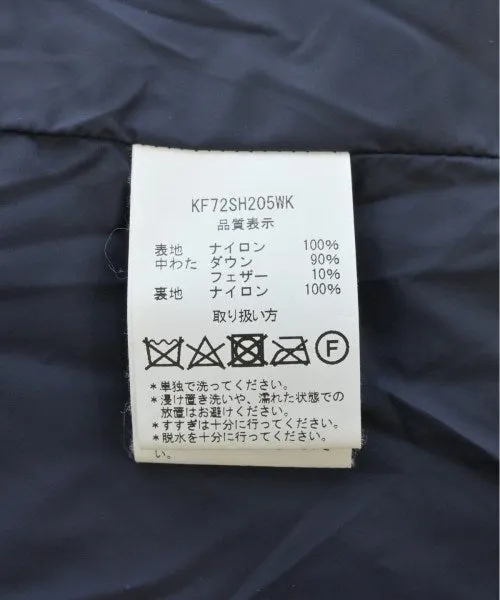 KF72SH205WK
品質表示
表地 ナイロン 100%
中わた ダウン 90%
フェザー 10%
裏地 ナイロン 100%
取り扱い方
F
*単独で洗ってください。
*浸け置き洗いや、濡れた状態での
放置はお避けください。
*すすぎは十分に行ってください。
*脱水を十分に行ってください。
い。